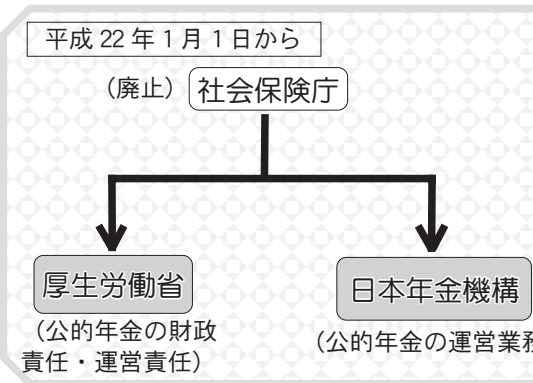 平成 22 年 1 月 1 日から
（廃止）社会保険庁
厚生労働省
（公的年金の財政
責任・運営責任）
日本年金機構
（公的年金の運営業務